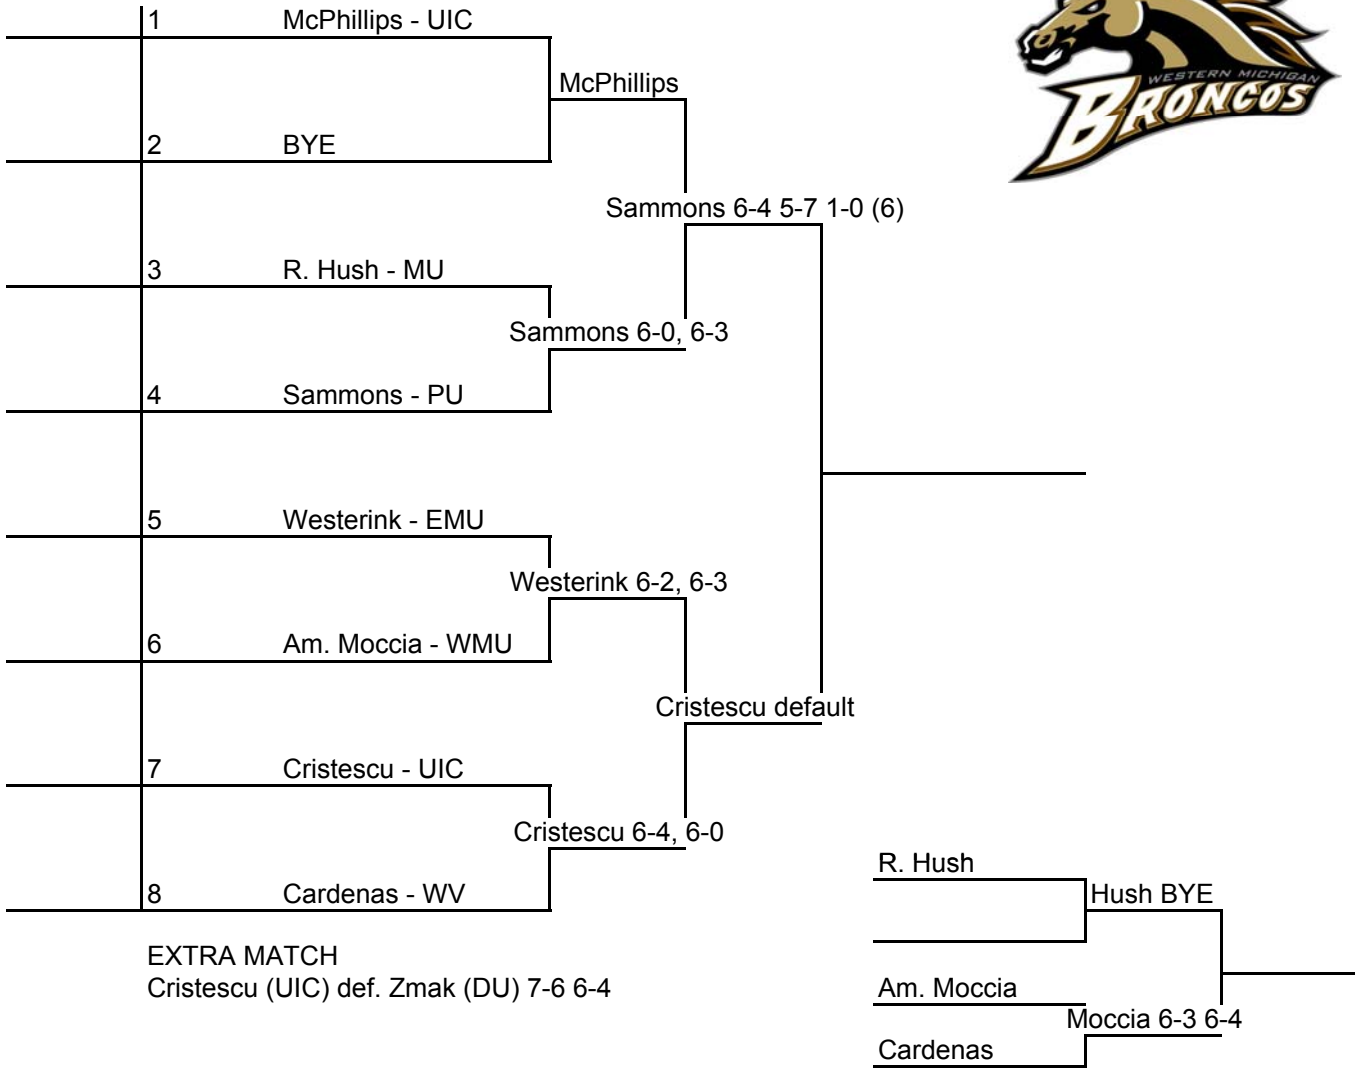 1 McPhillips - UIC
WESTERN MICHIGAN
BRONCOS
McPhillips
2 BYE
Sammons 6-4 5-7 1-0 (6)
3 R. Hush - MU
Sammons 6-0, 6-3
4 Sammons - PU
5 Westerink - EMU
Westerink 6-2, 6-3
6 Am. Moccia - WMU
Cristescu default
7 Cristescu - UIC
Cristescu 6-4, 6-0
8 Cardenas - WV
R. Hush
Hush BYE
EXTRA MATCH
Cristescu (UIC) def. Zmak (DU) 7-6 6-4
Am. Moccia
Moccia 6-3 6-4
Cardenas